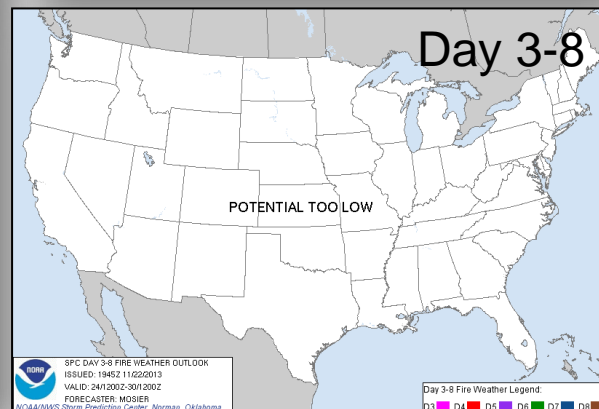 Day 3-8
POTENTIAL TOO LOW
NOAA
SPC DAY 3-8 FIRE WEATHER OUTLOOK
ISSUED: 1945Z 11/22/2013
VALID: 24/1200Z-30/1200Z
FORECASTER: MOSIER
NOAA/NWS Storm Prediction Center, Norman, Oklahoma
Day 3-8 Fire Weather Legend:
D3 D4 D5 D6 D7 D8